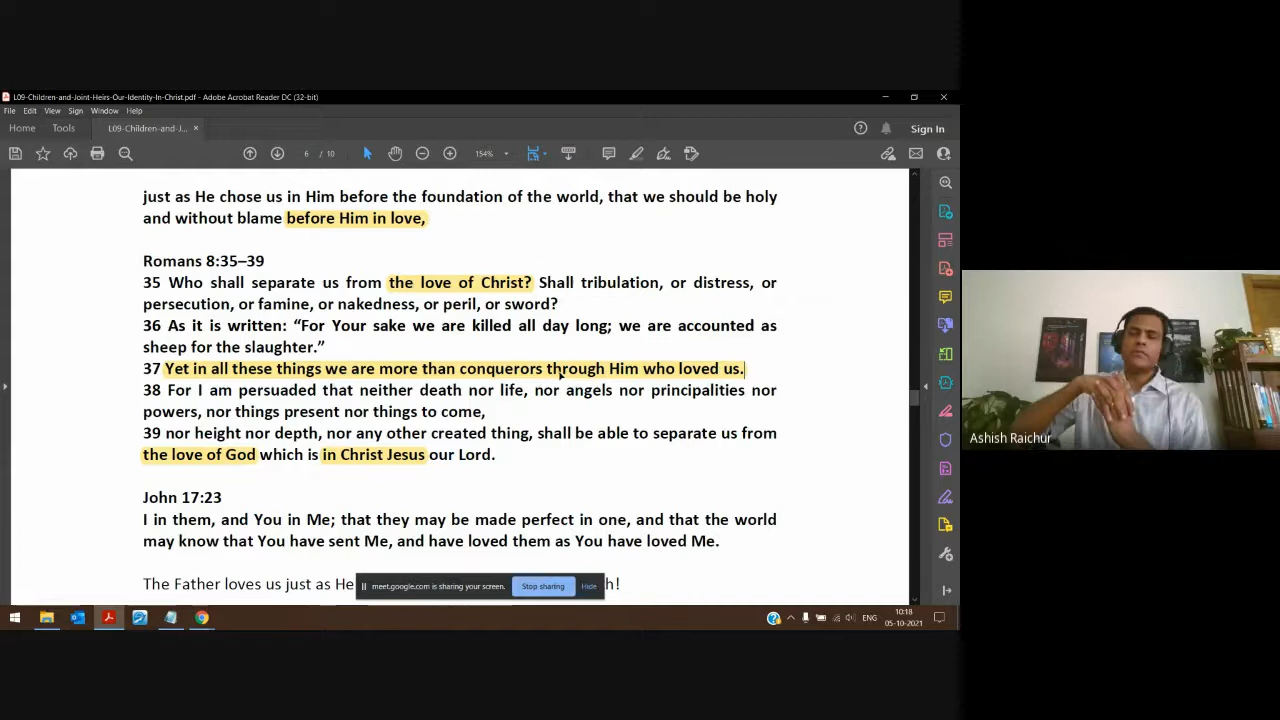 L09-Children-and-Joint-Heirs-Our-Identity-In-Christ.pdf - Adobe Acrobat Reader DC (32-bit)
File Edit View Sign Window Help
Home Tools L09-Children-and-J... × Sign In
6 / 10 154%
just as He chose us in Him before the foundation of the world, that we should be holy
and without blame before Him in love,
Romans 8:35–39
35 Who shall separate us from the love of Christ? Shall tribulation, or distress, or
persecution, or famine, or nakedness, or peril, or sword?
36 As it is written: “For Your sake we are killed all day long; we are accounted as
sheep for the slaughter.”
37 Yet in all these things we are more than conquerors through Him who loved us.
38 For I am persuaded that neither death nor life, nor angels nor principalities nor
powers, nor things present nor things to come,
39 nor height nor depth, nor any other created thing, shall be able to separate us from
the love of God which is in Christ Jesus our Lord.
John 17:23
I in them, and You in Me; that they may be made perfect in one, and that the world
may know that You have sent Me, and have loved them as You have loved Me.
The Father loves us just as He h!
meet.google.com is sharing your screen. Stop sharing Hide
ENG 10:18
05-10-2021
Ashish Raichur